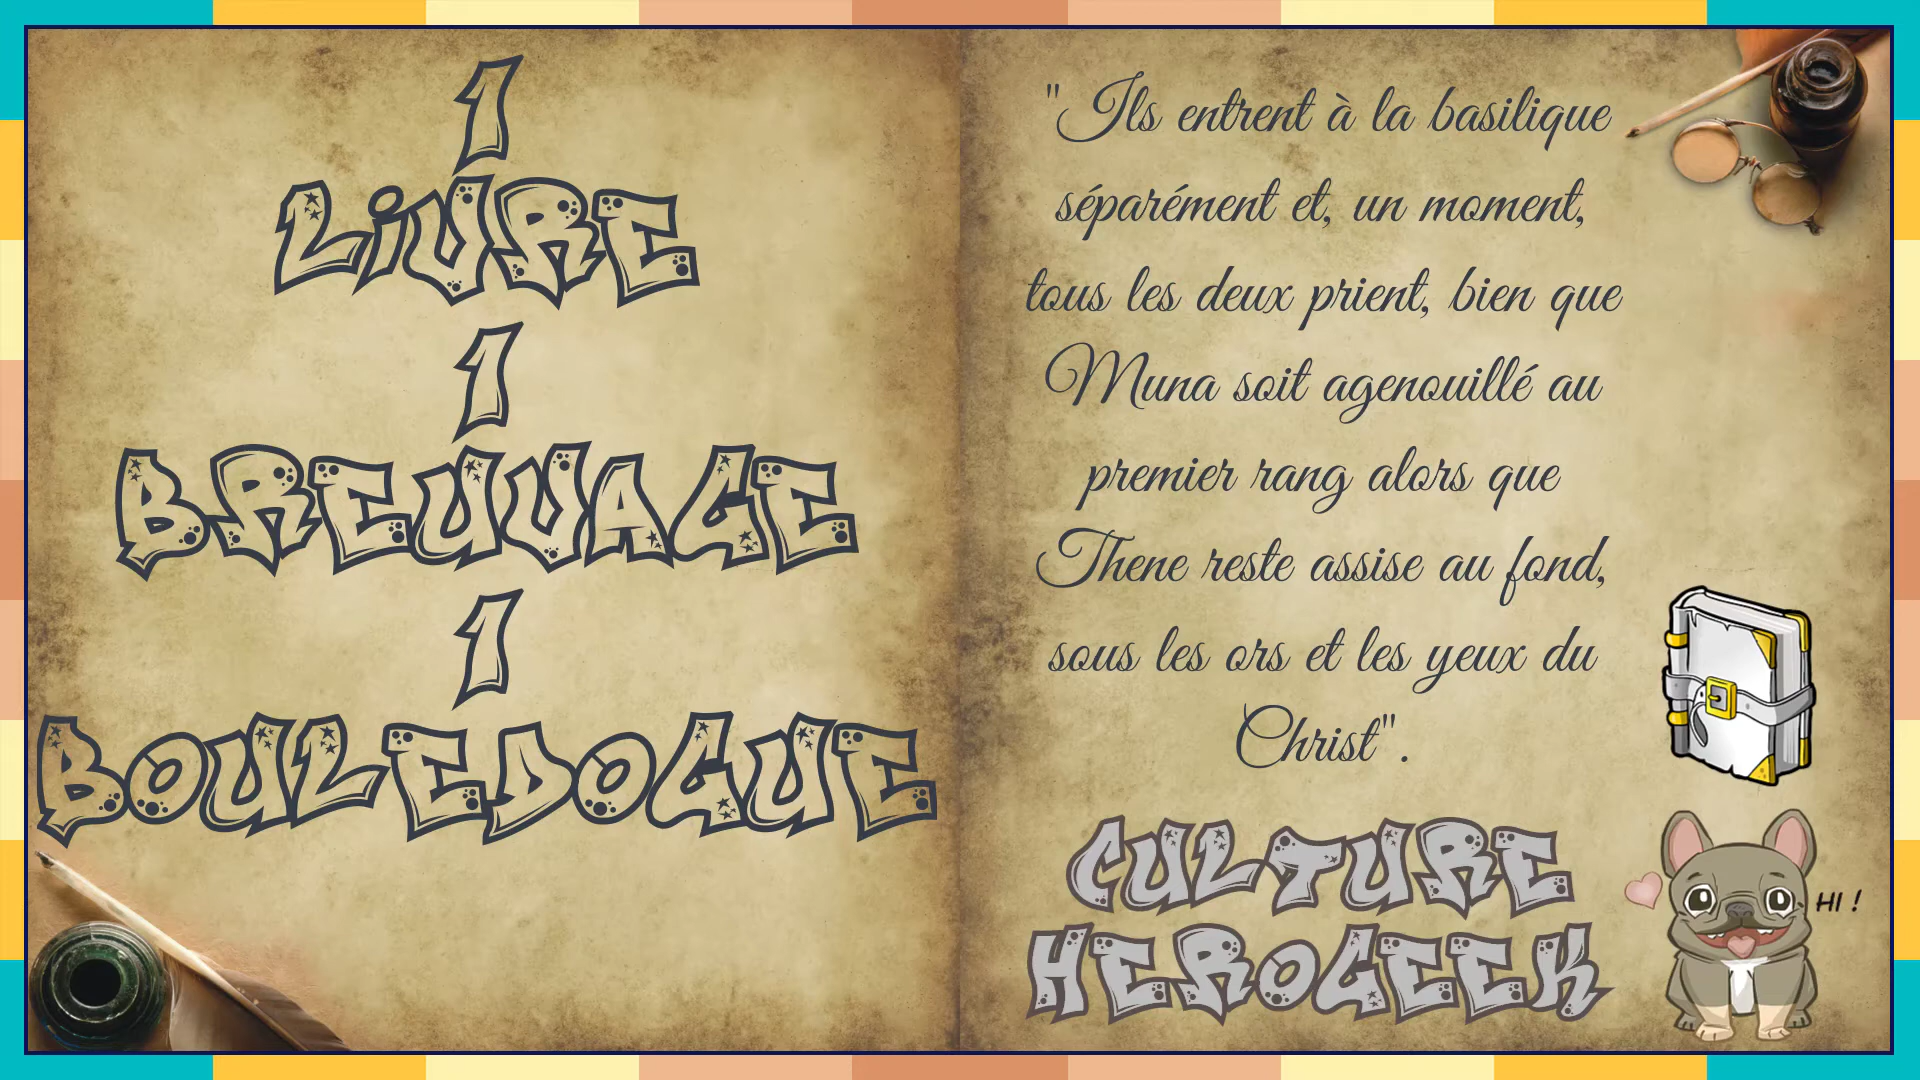 1
LIVRE
1
BREUVAGE
1
BOULEDOGUE
"Ils entrent à la basilique
séparément et, un moment,
tous les deux prient, bien que
Muna soit agenouillé au
premier rang alors que
Thene reste assise au fond,
sous les ors et les yeux du
Christ".
CULTURE
HEROGEEK
HI !